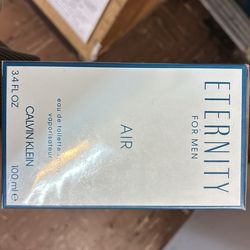 ETERNITY
FOR MEN
AIR
eau de toilette
vaporisateur
CALVIN KLEIN
3.4 FL OZ
100 ml e